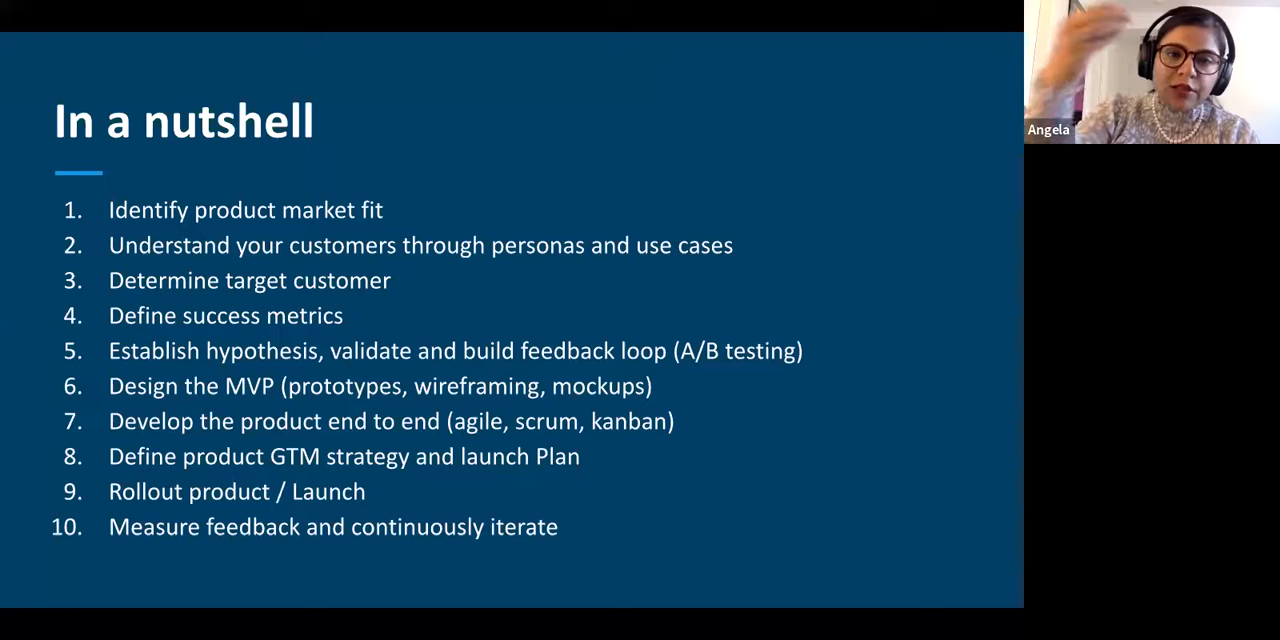 In a nutshell
1. Identify product market fit
2. Understand your customers through personas and use cases
3. Determine target customer
4. Define success metrics
5. Establish hypothesis, validate and build feedback loop (A/B testing)
6. Design the MVP (prototypes, wireframing, mockups)
7. Develop the product end to end (agile, scrum, kanban)
8. Define product GTM strategy and launch Plan
9. Rollout product / Launch
10. Measure feedback and continuously iterate
Angela